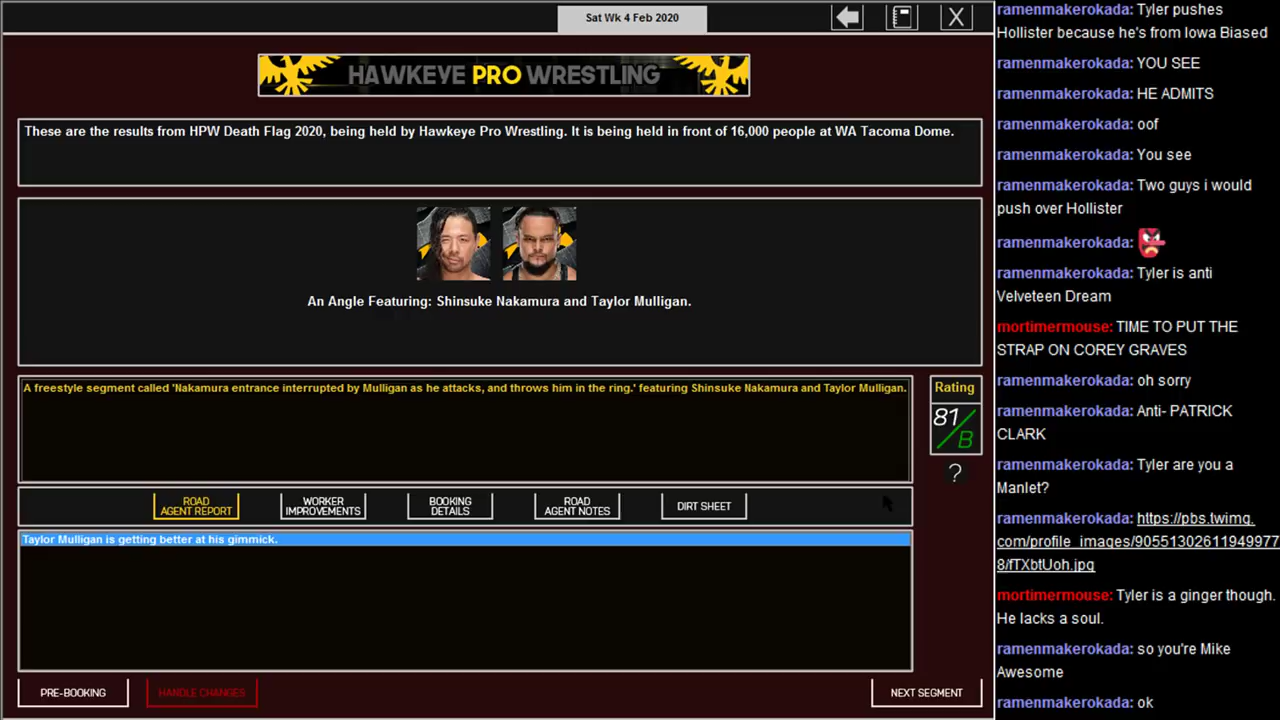 Sat Wk 4 Feb 2020
X
HAWKEYE PRO WRESTLING
These are the results from HPW Death Flag 2020, being held by Hawkeye Pro Wrestling. It is being held in front of 16,000 people at WA Tacoma Dome.
An Angle Featuring: Shinsuke Nakamura and Taylor Mulligan.
A freestyle segment called 'Nakamura entrance interrupted by Mulligan as he attacks, and throws him in the ring.' featuring Shinsuke Nakamura and Taylor Mulligan.
Rating
81/B
?
ROAD
AGENT REPORT
WORKER
IMPROVEMENTS
BOOKING
DETAILS
ROAD
AGENT NOTES
DIRT SHEET
Taylor Mulligan is getting better at his gimmick.
PRE-BOOKING
HANDLE CHANGES
NEXT SEGMENT
ramenmakerokada: Tyler pushes
Hollister because he's from Iowa Biased
ramenmakerokada: YOU SEE
ramenmakerokada: HE ADMITS
ramenmakerokada: oof
ramenmakerokada: You see
ramenmakerokada: Two guys i would
push over Hollister
ramenmakerokada:
ramenmakerokada: Tyler is anti
Velveteen Dream
mortimermouse: TIME TO PUT THE
STRAP ON COREY GRAVES
ramenmakerokada: oh sorry
ramenmakerokada: Anti- PATRICK
CLARK
ramenmakerokada: Tyler are you a
Manlet?
ramenmakerokada: https://pbs.twimg.
com/profile_images/90551302611949977
8/fTXbtUoh.jpg
mortimermouse: Tyler is a ginger though.
He lacks a soul.
ramenmakerokada: so you're Mike
Awesome
ramenmakerokada: ok